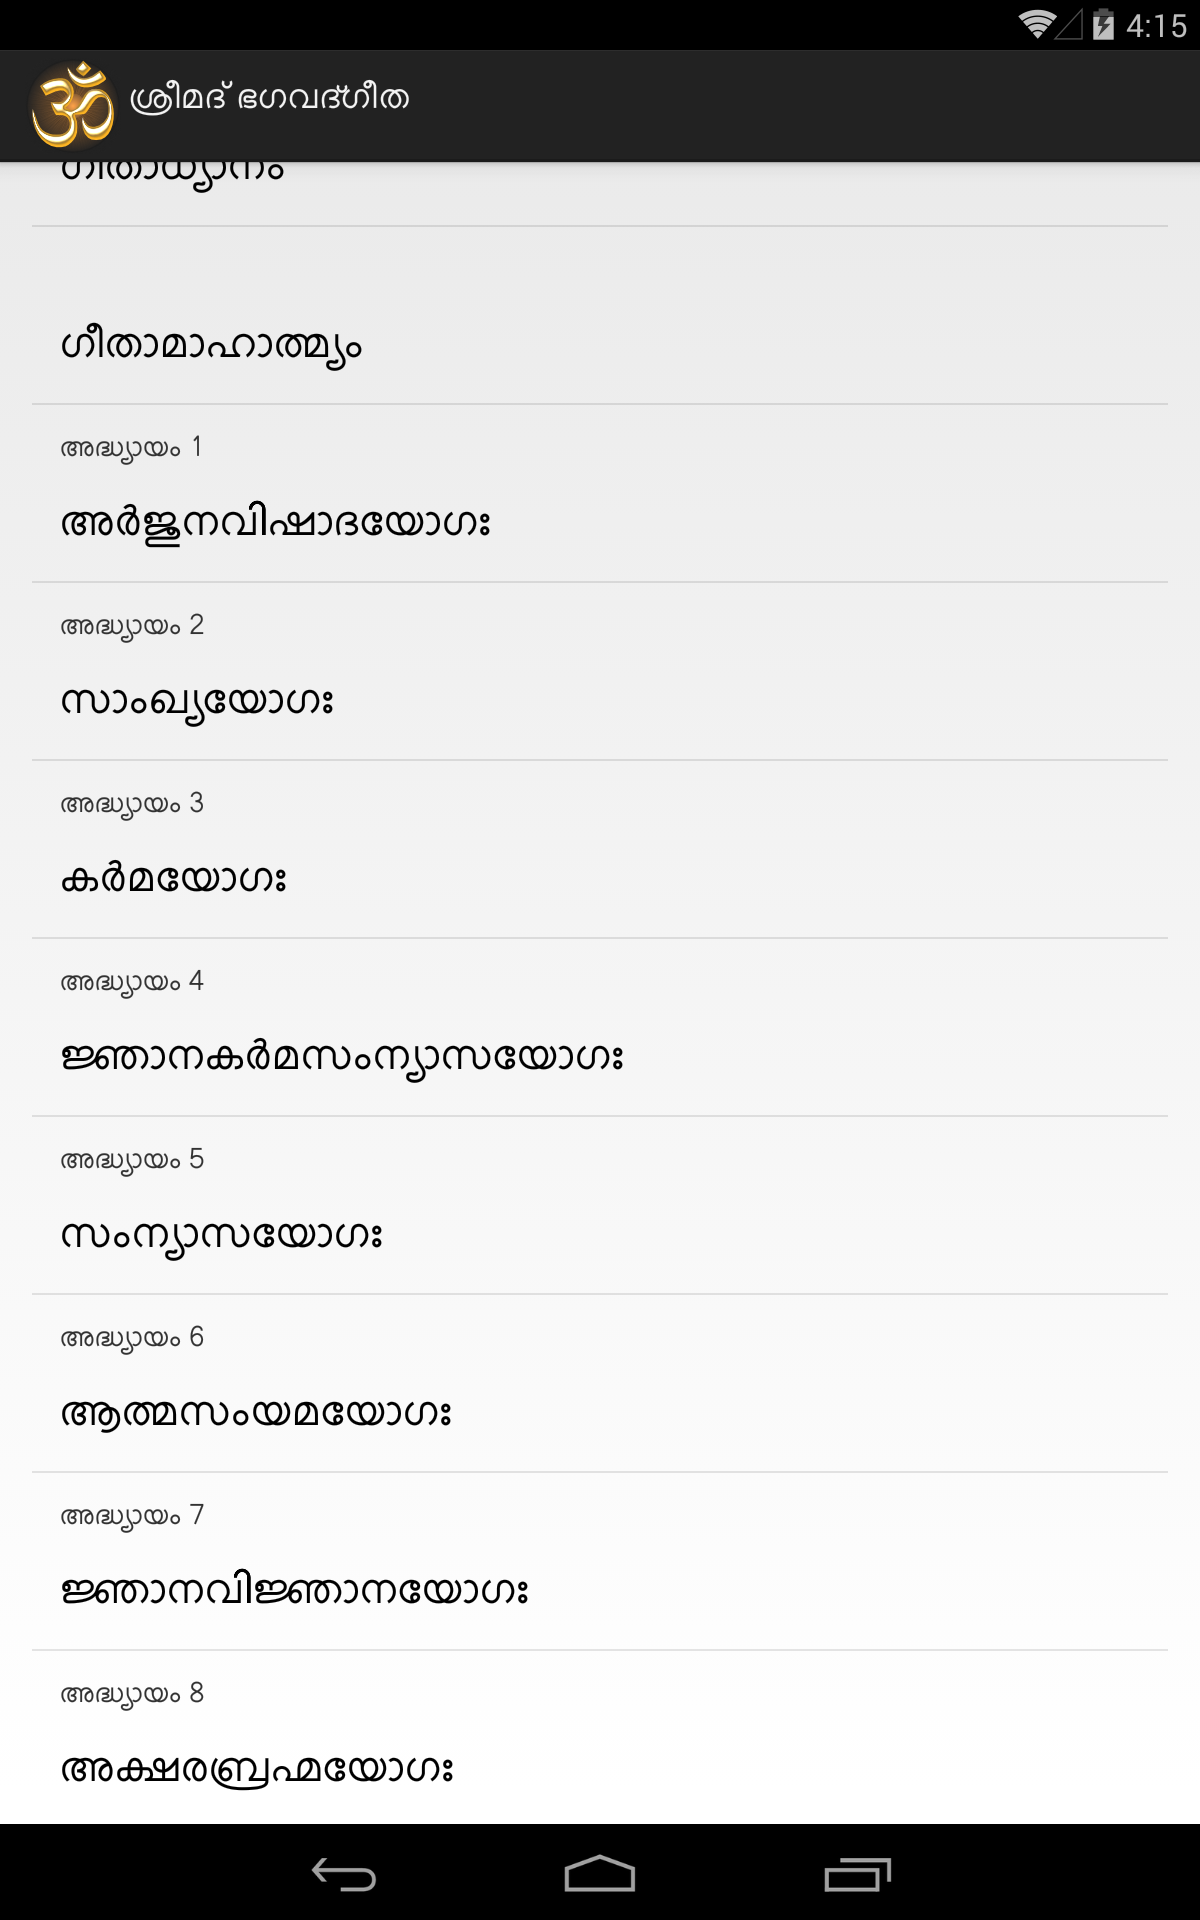 4:15
ശ്രീമദ് ഭഗവദ്ഗീത
ഗീതാധ്യാനം
ഗീതാമാഹാത്മ്യം
അദ്ധ്യായം 1
അർജുനവിഷാദയോഗഃ
അദ്ധ്യായം 2
സാംഖ്യയോഗഃ
അദ്ധ്യായം 3
കർമയോഗഃ
അദ്ധ്യായം 4
ജ്ഞാനകർമസംന്യാസയോഗഃ
അദ്ധ്യായം 5
സംന്യാസയോഗഃ
അദ്ധ്യായം 6
ആത്മസംയമയോഗഃ
അദ്ധ്യായം 7
ജ്ഞാനവിജ്ഞാനയോഗഃ
അദ്ധ്യായം 8
അക്ഷരബ്രഹ്മയോഗഃ